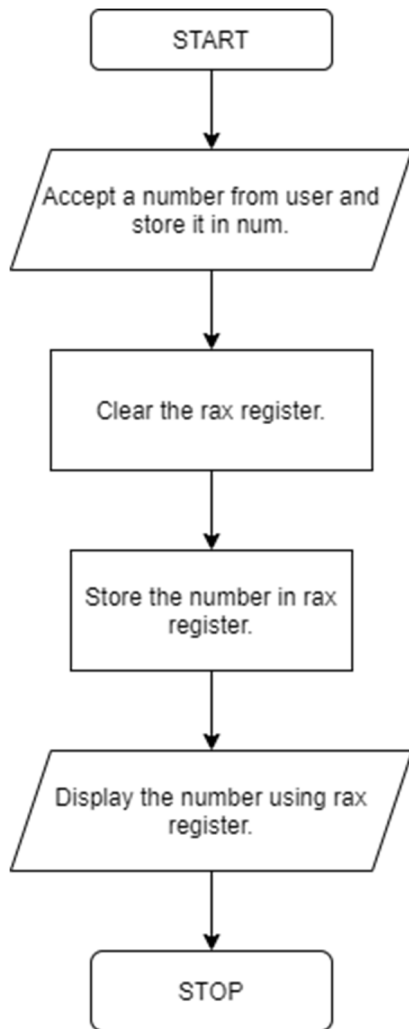 START
Accept a number from user and
store it in num.
Clear the rax register.
Store the number in rax
register.
Display the number using rax
register.
STOP